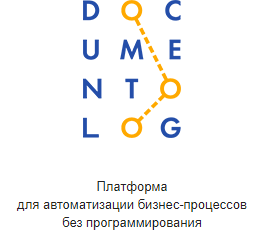 DOC
UME
NTO
LOG
Платформа
для автоматизации бизнес-процессов
без программирования